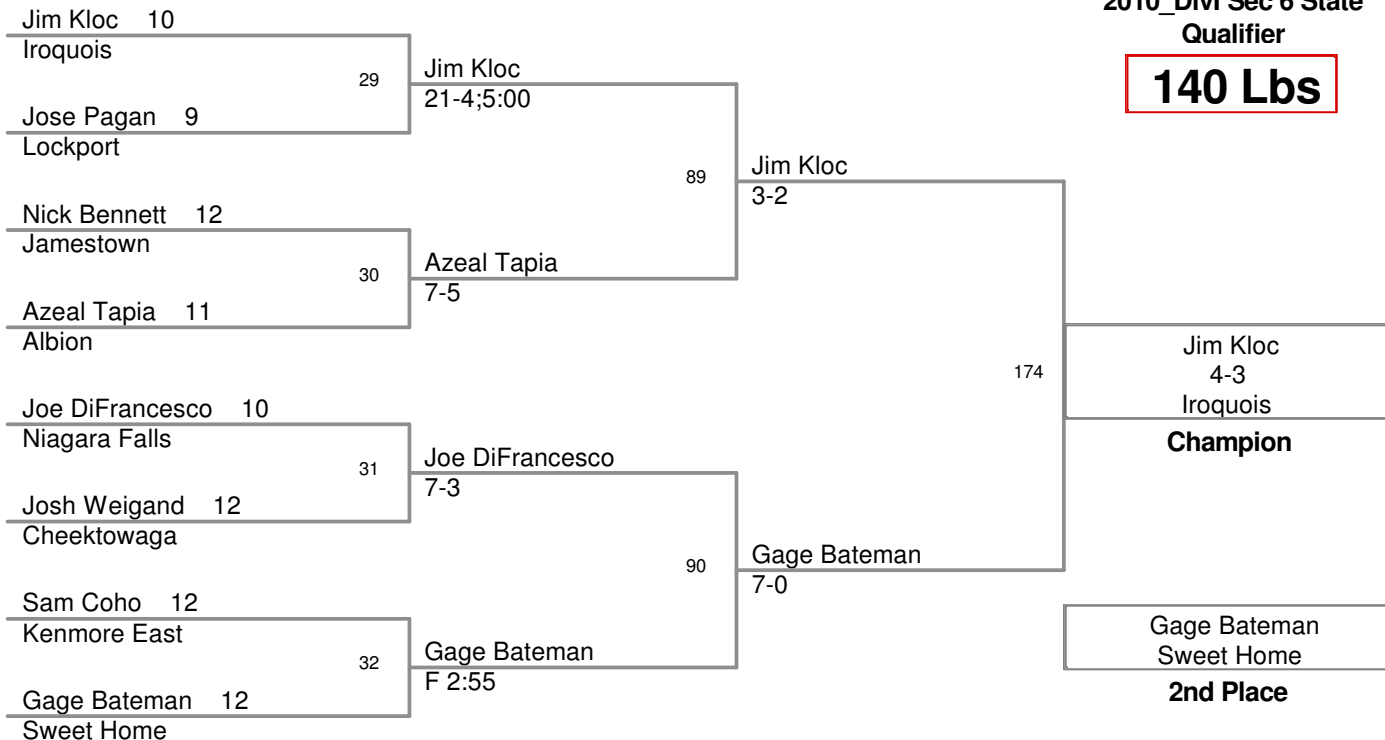 2010_DivI Sec 6 State
Qualifier
140 Lbs
Jim Kloc 10
Iroquois
29
Jose Pagan 9
Lockport
Nick Bennett 12
Jamestown
30
Azeal Tapia 11
Albion
Joe DiFrancesco 10
Niagara Falls
31
Josh Weigand 12
Cheektowaga
Sam Coho 12
Kenmore East
32
Gage Bateman 12
Sweet Home
Jim Kloc
21-4;5:00
89
Azeal Tapia
7-5
Joe DiFrancesco
7-3
90
Gage Bateman
F 2:55
Jim Kloc
3-2
174
Gage Bateman
7-0
Jim Kloc
4-3
Iroquois
Champion
Gage Bateman
Sweet Home
2nd Place